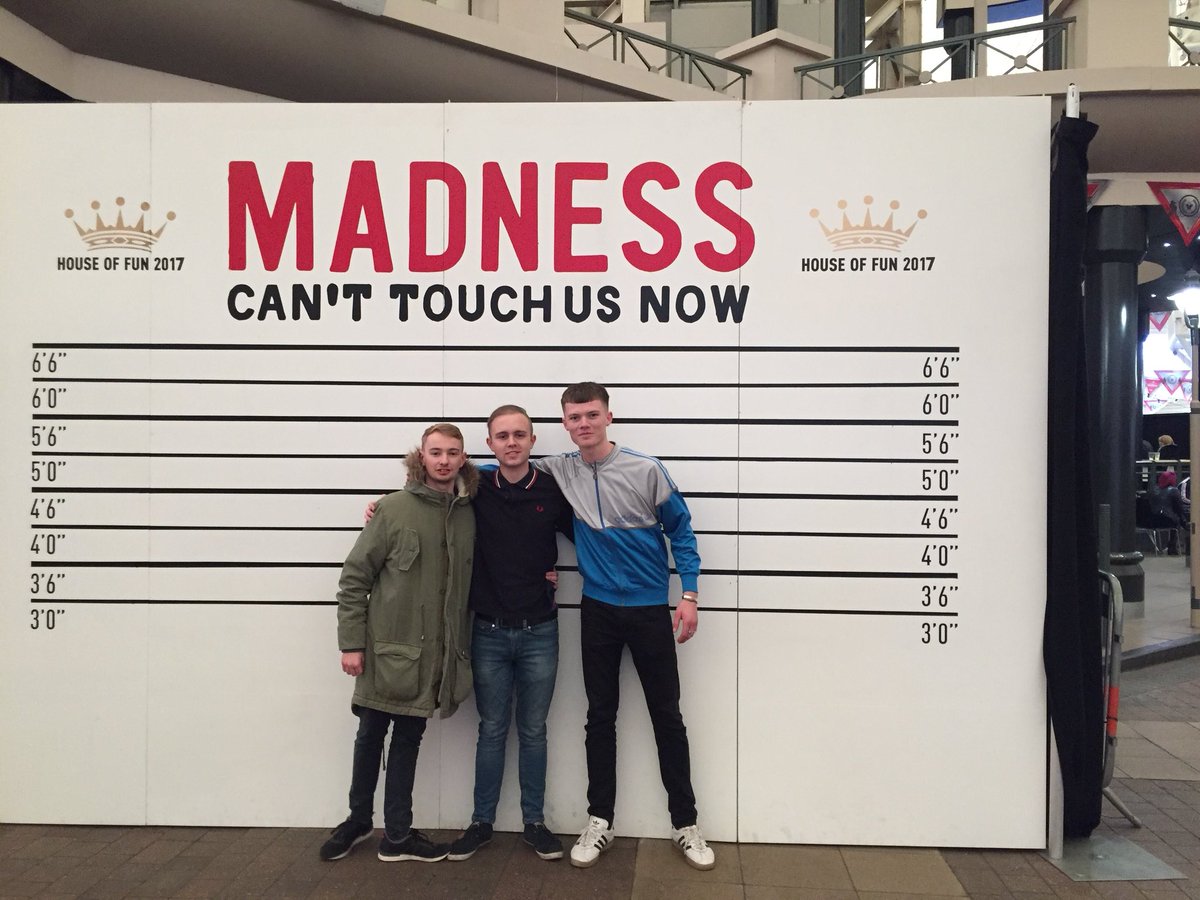 MADNESS
CAN'T TOUCH US NOW
HOUSE OF FUN 2017
HOUSE OF FUN 2017
6'6" 6'6"
6'0" 6'0"
5'6" 5'6"
5'0" 5'0"
4'6" 4'6"
4'0" 4'0"
3'6" 3'6"
3'0" 3'0"